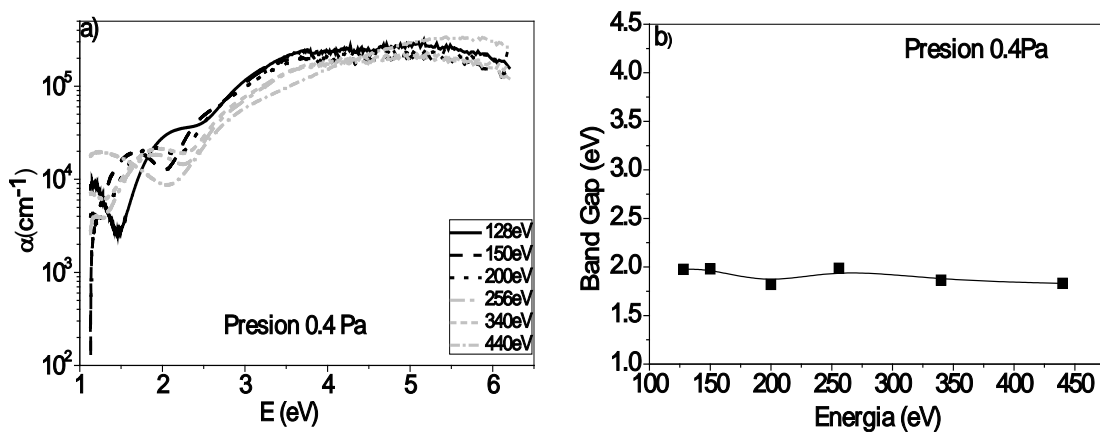 a)
α(cm⁻¹)
10⁵
10⁴
10³
10²
128eV
150eV
200eV
256eV
340eV
440eV
Presion 0.4 Pa
1 2 3 4 5 6
E (eV)
b)
Presion 0.4Pa
Band Gap (eV)
4.5
4.0
3.5
3.0
2.5
2.0
1.5
1.0
100 150 200 250 300 350 400 450
Energia (eV)